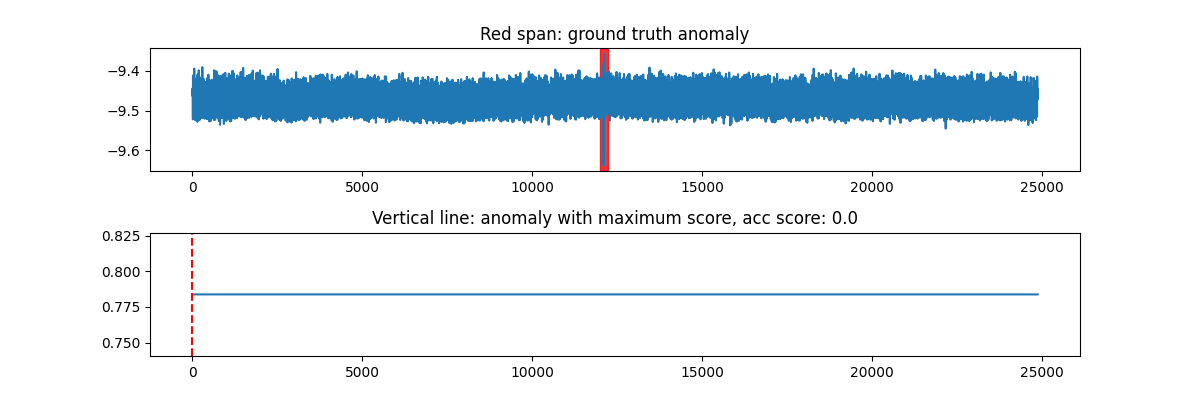 Red span: ground truth anomaly
−9.4
−9.5
−9.6
0 5000 10000 15000 20000 25000
Vertical line: anomaly with maximum score, acc score: 0.0
0.825
0.800
0.775
0.750
0 5000 10000 15000 20000 25000